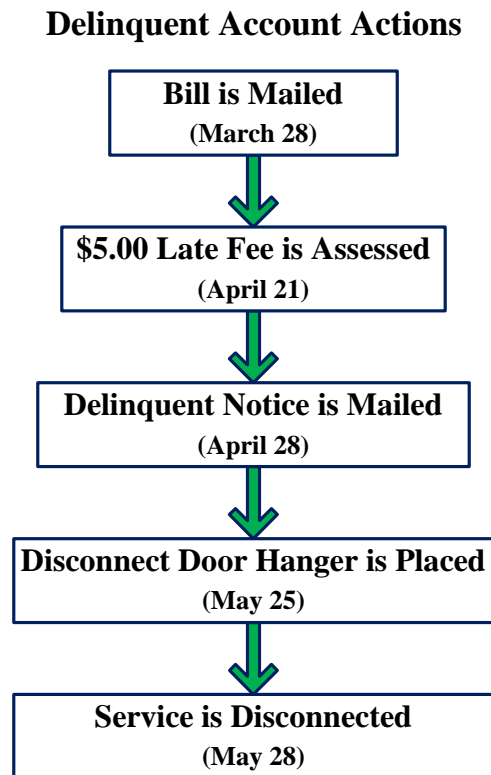 Delinquent Account Actions
Bill is Mailed
(March 28)
$5.00 Late Fee is Assessed
(April 21)
Delinquent Notice is Mailed
(April 28)
Disconnect Door Hanger is Placed
(May 25)
Service is Disconnected
(May 28)